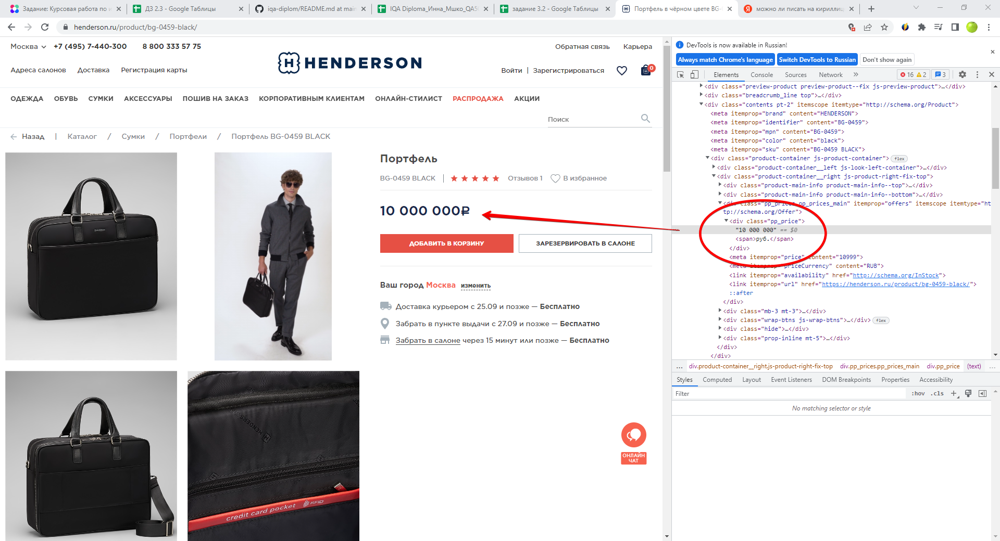 Задание: Курсовая работа по и
ДЗ 2.3 - Google Таблицы
iqa-diplom/README.md at mai
IQA Diploma_Инна_Мшко_QA5
задание 3.2 - Google Таблицы
Портфель в чёрном цвете BG-
можно ли писать на кирилли
henderson.ru/product/bg-0459-black/
Москва +7 (495) 7-440-300 8 800 333 57 75
Обратная связь Карьера
HENDERSON
Адреса салонов Доставка Регистрация карты
Войти | Зарегистрироваться
0
ОДЕЖДА ОБУВЬ СУМКИ АКСЕССУАРЫ ПОШИВ НА ЗАКАЗ КОРПОРАТИВНЫМ КЛИЕНТАМ ОНЛАЙН-СТИЛИСТ РАСПРОДАЖА АКЦИИ
Поиск
Назад | Каталог / Сумки / Портфели / Портфель BG-0459 BLACK
Портфель
BG-0459 BLACK | Отзывов 1 В избранное
10 000 000₽
ДОБАВИТЬ В КОРЗИНУ
ЗАРЕЗЕРВИРОВАТЬ В САЛОНЕ
Ваш город Москва изменить
Доставка курьером с 25.09 и позже — Бесплатно
Забрать в пункте выдачи с 27.09 и позже — Бесплатно
Забрать в салоне через 15 минут или позже — Бесплатно
HENDERSON
credit card pocket RFID
ОНЛАЙН
ЧАТ
DevTools is now available in Russian!
Always match Chrome's language
Switch DevTools to Russian
Don't show again
Elements Console Sources Network » 16 2 3
<div class="preview-product preview-product--fix js-preview-product">…</div>
<div class="breadcrumb_line top">…</div>
<div class="contents pt-2" itemscope itemtype="http://schema.org/Product">
<meta itemprop="brand" content="HENDERSON">
<meta itemprop="identifier" content="BG-0459">
<meta itemprop="mpn" content="BG-0459">
<meta itemprop="color" content="black">
<meta itemprop="sku" content="BG-0459 BLACK">
<div class="product-container js-product-container"> flex
<div class="product-container__left js-look-left-container">…</div>
<div class="product-container__right js-product-right-fix-top">
<div class="product-main-info product-main-info--top">…</div>
<div class="product-main-info product-main-info--bottom">…</div>
<div class="pp_prices pp_prices_main" itemprop="offers" itemscope itemtype="ht
tp://schema.org/Offer">
<div class="pp_price">
"10 000 000" == $0
<span>руб.</span>
</div>
<meta itemprop="price" content="10999">
<meta itemprop="priceCurrency" content="RUB">
<link itemprop="availability" href="http://schema.org/InStock">
<link itemprop="url" href="https://henderson.ru/product/bg-0459-black/">
::after
</div>
<div class="mb-3 mt-3">…</div>
<div class="wrap-btns js-wrap-btns">…</div> flex
<div class="hide">…</div>
<div class="prop-inline mt-5">…</div>
</div>
</div>
... div.product-container__right.js-product-right-fix-top div.pp_prices.pp_prices_main div.pp_price (text) ...
Styles Computed Layout Event Listeners DOM Breakpoints Properties Accessibility
Filter
:hov .cls +
No matching selector or style